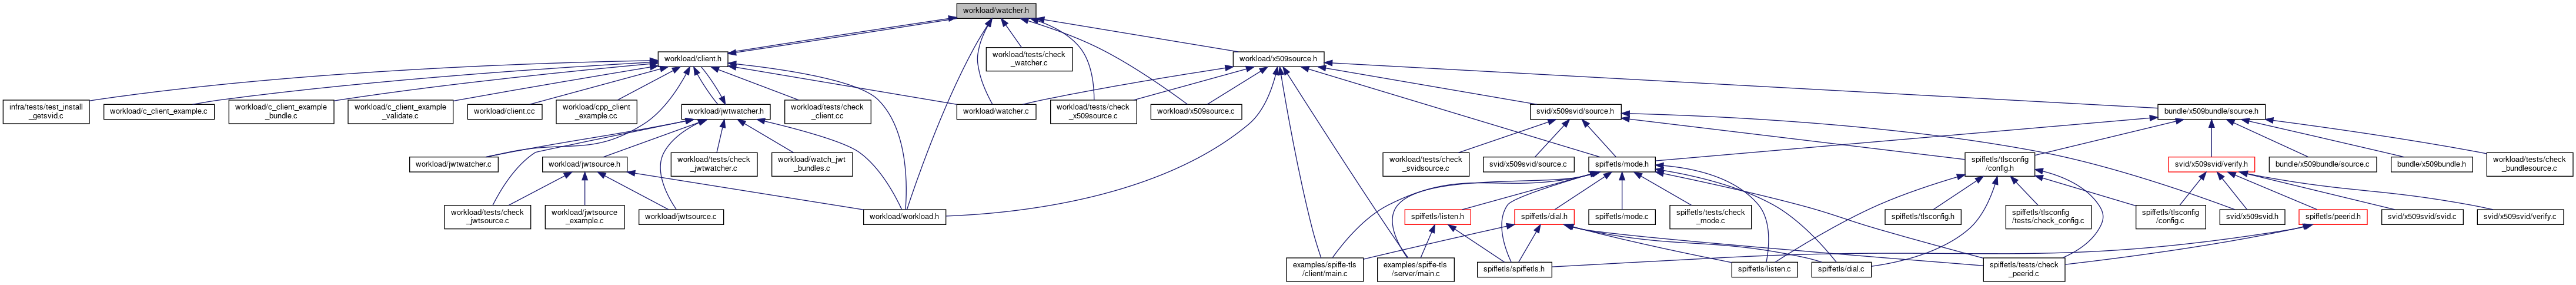 workload/watcher.h
workload/client.h
workload/tests/check
_watcher.c
workload/x509source.h
infra/tests/test_install
_getsvid.c
workload/c_client_example.c
workload/c_client_example
_bundle.c
workload/c_client_example
_validate.c
workload/client.cc
workload/cpp_client
_example.cc
workload/jwtwatcher.h
workload/tests/check
_client.cc
workload/watcher.c
workload/tests/check
_x509source.c
workload/x509source.c
svid/x509svid/source.h
bundle/x509bundle/source.h
workload/jwtwatcher.c
workload/jwtsource.h
workload/tests/check
_jwtwatcher.c
workload/watch_jwt
_bundles.c
workload/tests/check
_svidsource.c
svid/x509svid/source.c
spiffetls/mode.h
spiffetls/tlsconfig
/config.h
svid/x509svid/verify.h
bundle/x509bundle/source.c
bundle/x509bundle.h
workload/tests/check
_bundlesource.c
workload/tests/check
_jwtsource.c
workload/jwtsource
_example.c
workload/jwtsource.c
workload/workload.h
spiffetls/listen.h
spiffetls/dial.h
spiffetls/mode.c
spiffetls/tests/check
_mode.c
spiffetls/tlsconfig.h
spiffetls/tlsconfig
/tests/check_config.c
spiffetls/tlsconfig
/config.c
svid/x509svid.h
spiffetls/peerid.h
svid/x509svid/svid.c
svid/x509svid/verify.c
examples/spiffe-tls
/client/main.c
examples/spiffe-tls
/server/main.c
spiffetls/spiffetls.h
spiffetls/listen.c
spiffetls/dial.c
spiffetls/tests/check
_peerid.c